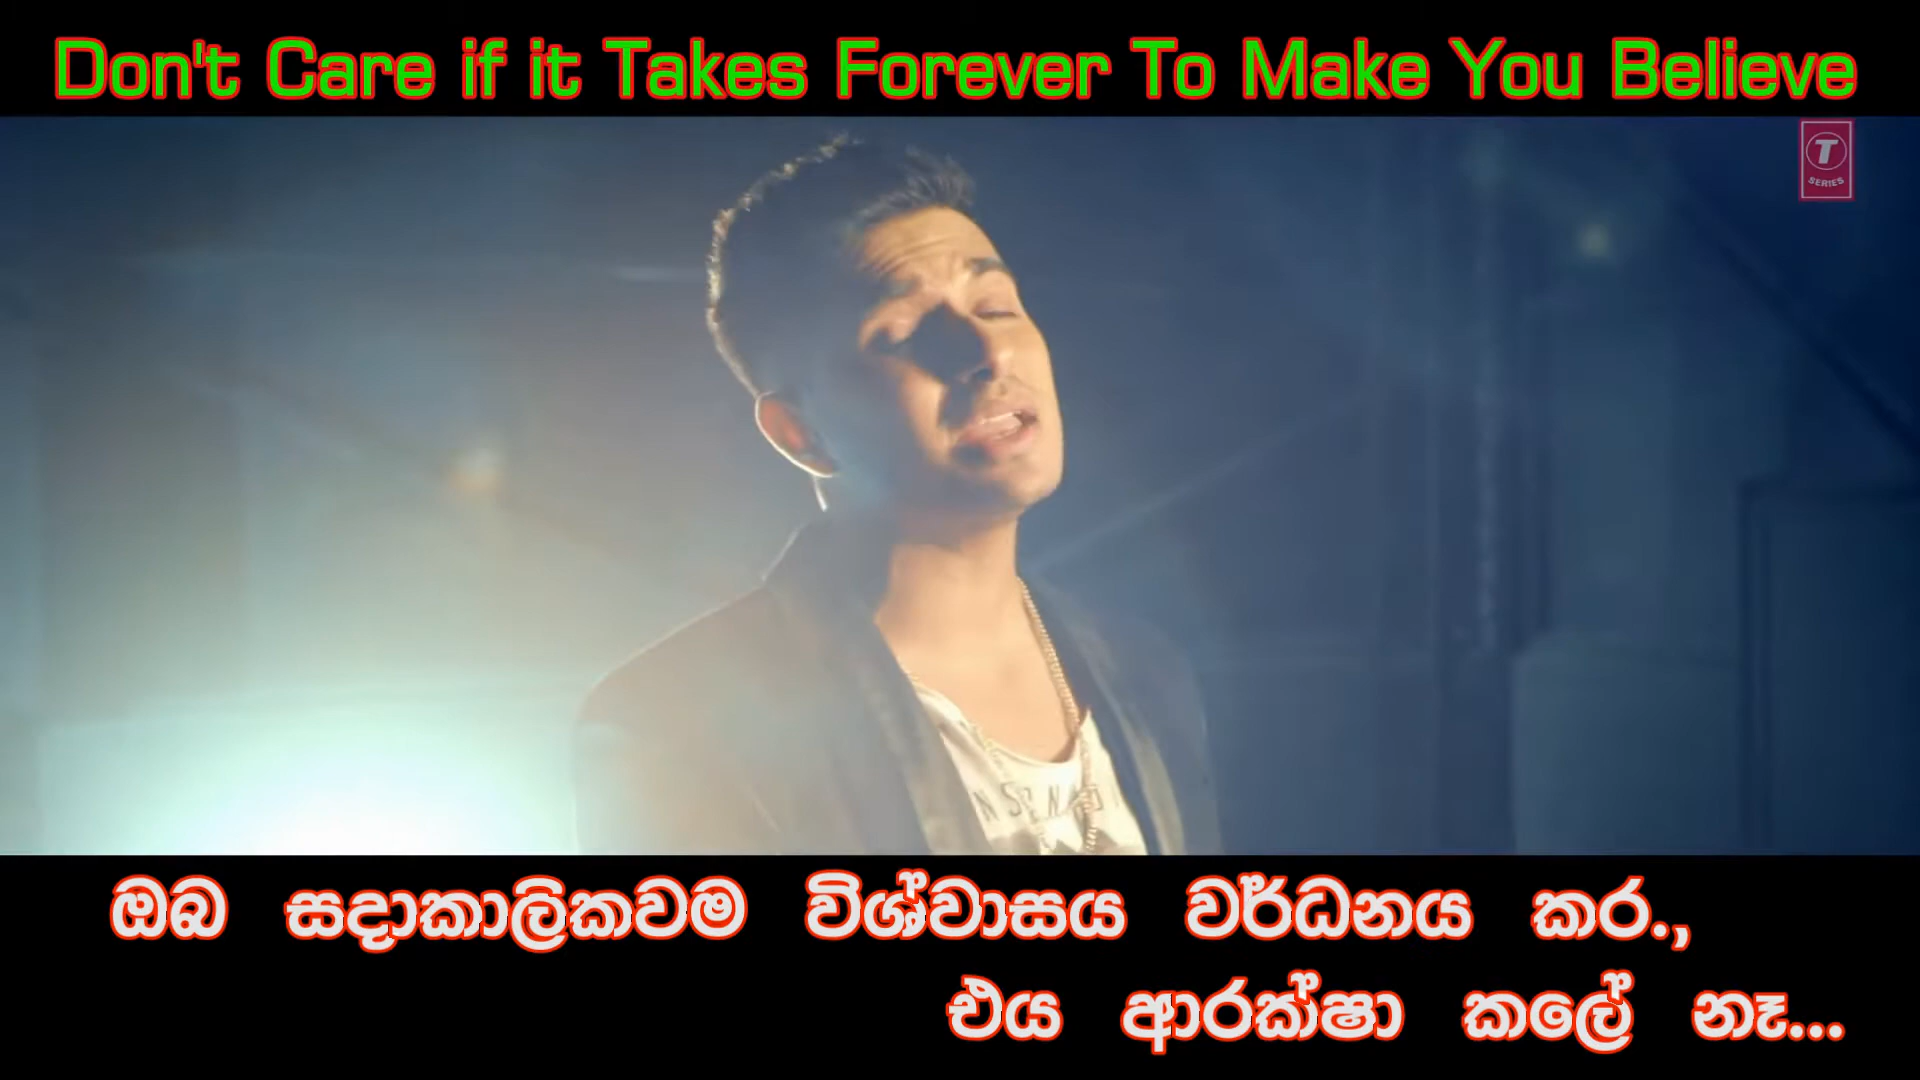 Don't Care if it Takes Forever To Make You Believe
T
SERIES
ඔබ සදාකාලිකවම විශ්වාසය වර්ධනය කර.,
එය ආරක්ෂා කලේ නෑ...